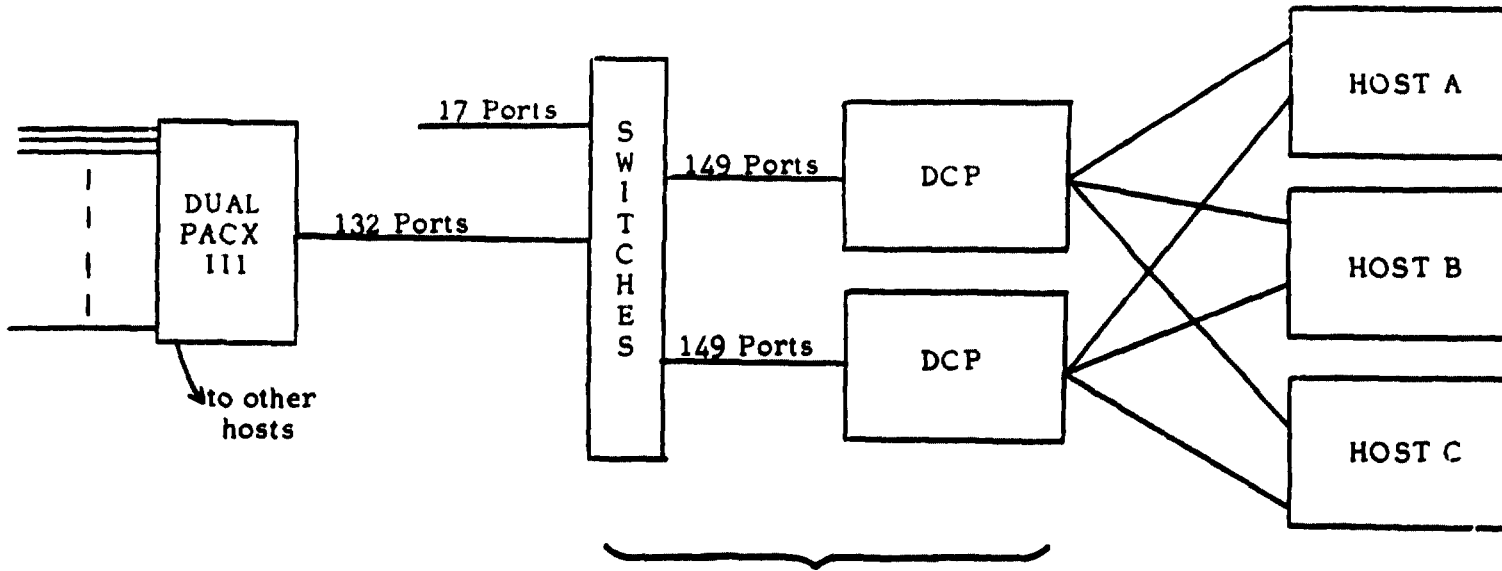 17 Ports
SWITCHES
149 Ports
DCP
HOST A
DUAL
PACX
III
132 Ports
HOST B
149 Ports
DCP
to other
hosts
HOST C